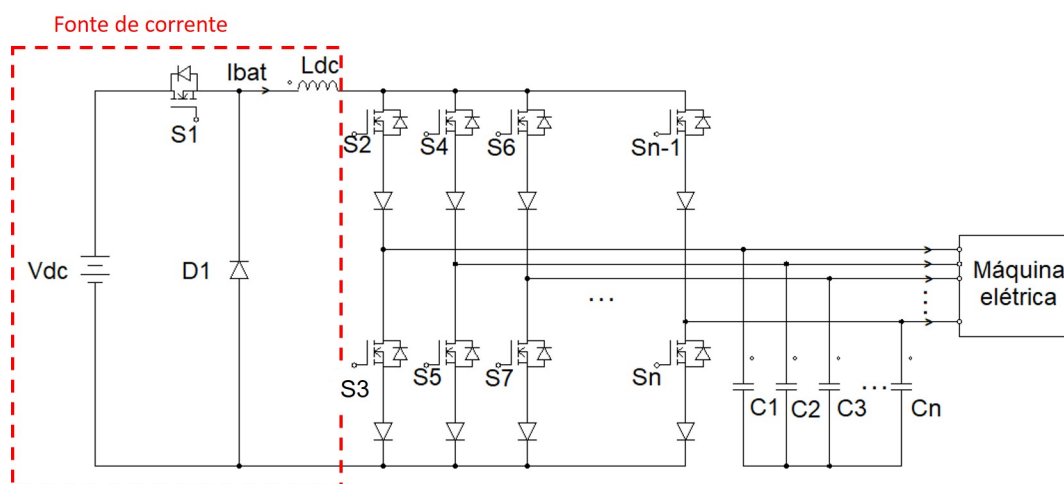 Fonte de corrente
Ibat
Ldc
S1
S2
S4
S6
Sn-1
Vdc
D1
...
Máquina
elétrica
S3
S5
S7
Sn
C1
C2
C3
...
Cn